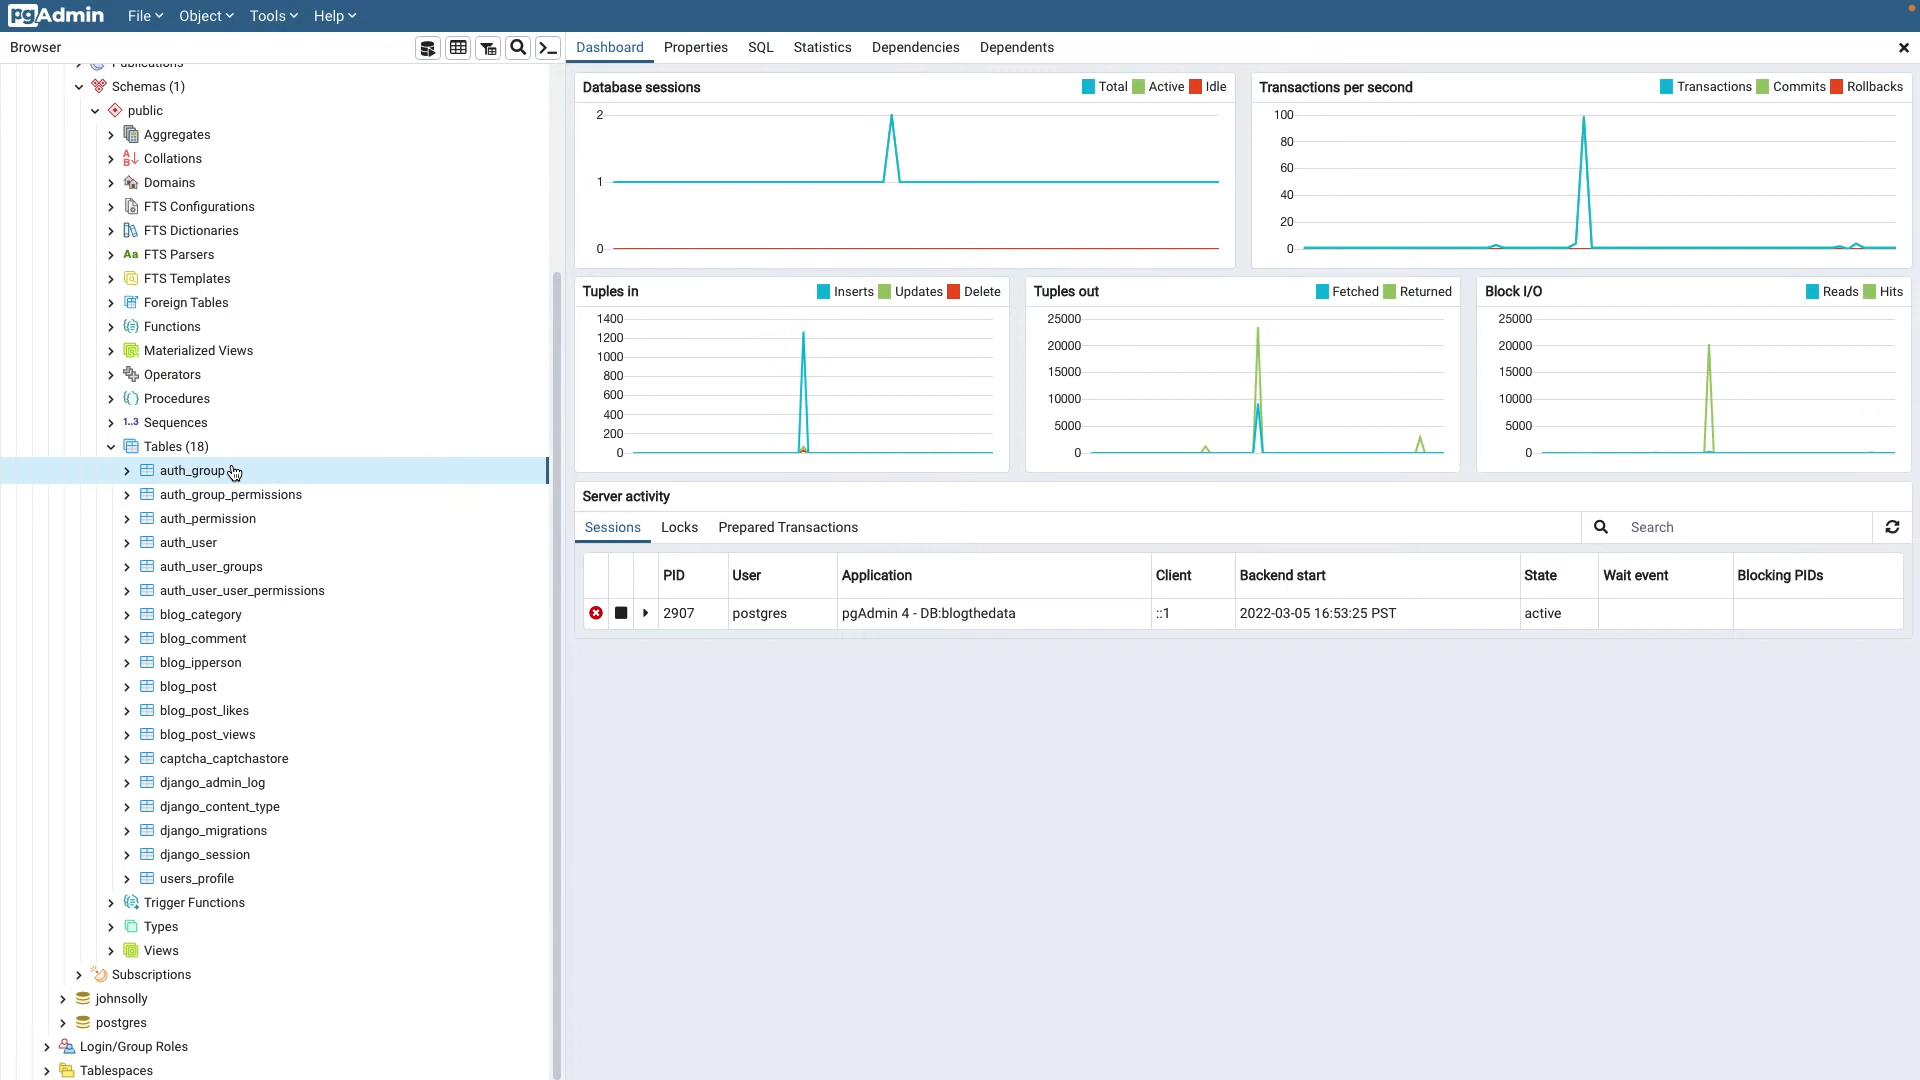 pgAdmin File Object Tools Help
Browser
Dashboard Properties SQL Statistics Dependencies Dependents
Publications
Schemas (1)
public
Aggregates
Collations
Domains
FTS Configurations
FTS Dictionaries
Aa FTS Parsers
FTS Templates
Foreign Tables
Functions
Materialized Views
Operators
Procedures
1..3 Sequences
Tables (18)
auth_group
auth_group_permissions
auth_permission
auth_user
auth_user_groups
auth_user_user_permissions
blog_category
blog_comment
blog_ipperson
blog_post
blog_post_likes
blog_post_views
captcha_captchastore
django_admin_log
django_content_type
django_migrations
django_session
users_profile
Trigger Functions
Types
Views
Subscriptions
johnsolly
postgres
Login/Group Roles
Tablespaces
Database sessions Total Active Idle
2
1
0
Transactions per second Transactions Commits Rollbacks
100
80
60
40
20
0
Tuples in Inserts Updates Delete
1400
1200
1000
800
600
400
200
0
Tuples out Fetched Returned
25000
20000
15000
10000
5000
0
Block I/O Reads Hits
25000
20000
15000
10000
5000
0
Server activity
Sessions Locks Prepared Transactions Search
PID User Application Client Backend start State Wait event Blocking PIDs
2907 postgres pgAdmin 4 - DB:blogthedata ::1 2022-03-05 16:53:25 PST active